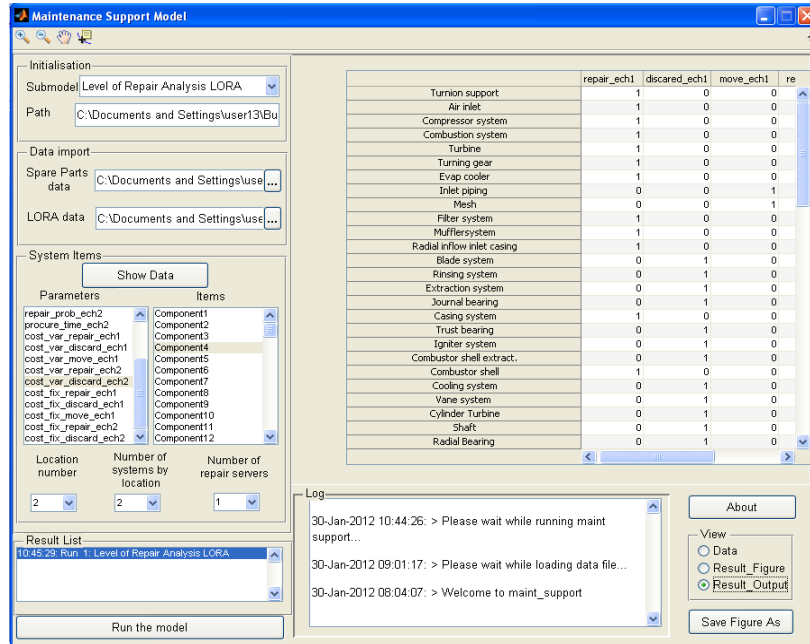 Maintenance Support Model
Initialisation
Submodel Level of Repair Analysis LORA
Path C:\Documents and Settings\user13\Bu
Data import
Spare Parts data C:\Documents and Settings\use ...
LORA data C:\Documents and Settings\use ...
System Items
Show Data
Parameters Items
repair_prob_ech2 Component1
procure_time_ech2 Component2
cost_var_repair_ech1 Component3
cost_var_discard_ech1 Component4
cost_var_move_ech1 Component5
cost_var_repair_ech2 Component6
cost_var_discard_ech2 Component7
cost_fix_repair_ech1 Component8
cost_fix_discard_ech1 Component9
cost_fix_move_ech1 Component10
cost_fix_repair_ech2 Component11
cost_fix_discard_ech2 Component12
Location number
Number of systems by location
Number of repair servers
2 2 1
Result List
10:45:29: Run 1: Level of Repair Analysis LORA
Run the model
repair_ech1 discared_ech1 move_ech1 re
Turnion support 1 0 0
Air inlet 1 0 0
Compressor system 1 0 0
Combustion system 1 0 0
Turbine 1 0 0
Turning gear 1 0 0
Evap cooler 1 0 0
Inlet piping 0 0 1
Mesh 0 0 1
Filter system 1 0 0
Mufflersystem 1 0 0
Radial inflow inlet casing 1 0 0
Blade system 0 1 0
Rinsing system 0 1 0
Extraction system 0 1 0
Journal bearing 0 1 0
Casing system 1 0 0
Trust bearing 0 1 0
Igniter system 0 1 0
Combustor shell extract. 0 1 0
Combustor shell 1 0 0
Cooling system 0 1 0
Vane system 0 1 0
Cylinder Turbine 0 1 0
Shaft 0 1 0
Radial Bearing 0 1 0
Log
30-Jan-2012 10:44:26: > Please wait while running maint
support...
30-Jan-2012 09:01:17: > Please wait while loading data file...
30-Jan-2012 08:04:07: > Welcome to maint_support
About
View
Data
Result_Figure
Result_Output
Save Figure As